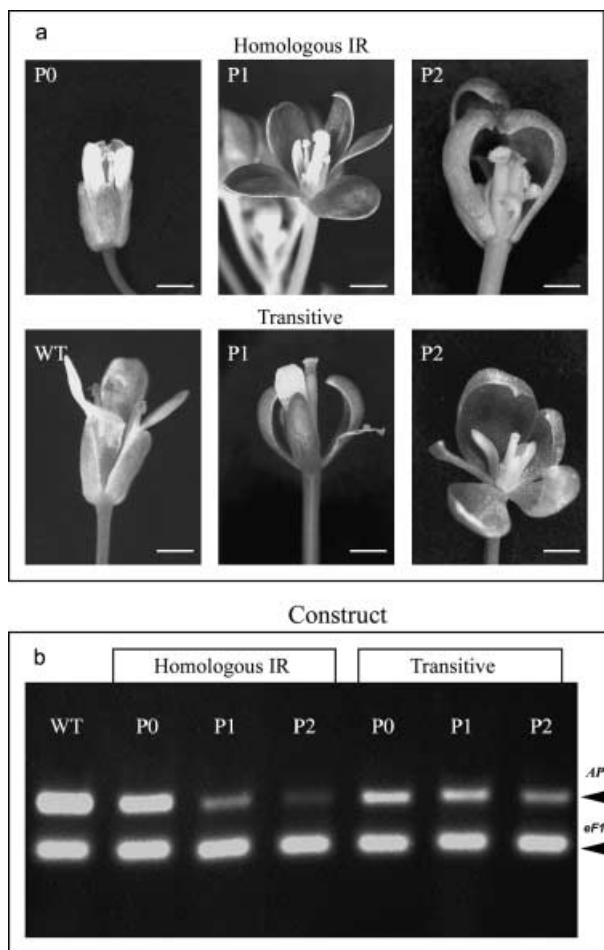 a
Homologous IR
P0 P1 P2
Transitive
WT P1 P2
Construct
b
Homologous IR Transitive
WT P0 P1 P2 P0 P1 P2
AP
eF1